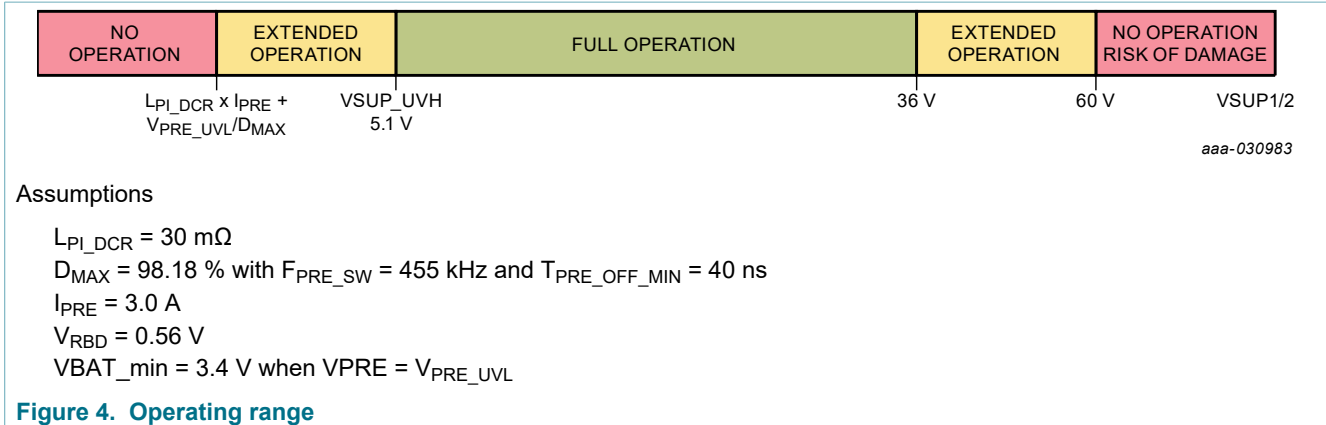 NO OPERATION
EXTENDED OPERATION
FULL OPERATION
EXTENDED OPERATION
NO OPERATION RISK OF DAMAGE
LPI_DCR x IPRE +
VPRE_UVL/DMAX
VSUP_UVH
5.1 V
36 V
60 V
VSUP1/2
aaa-030983
Assumptions
LPI_DCR = 30 mΩ
DMAX = 98.18 % with FPRE_SW = 455 kHz and TPRE_OFF_MIN = 40 ns
IPRE = 3.0 A
VRBD = 0.56 V
VBAT_min = 3.4 V when VPRE = VPRE_UVL
Figure 4. Operating range